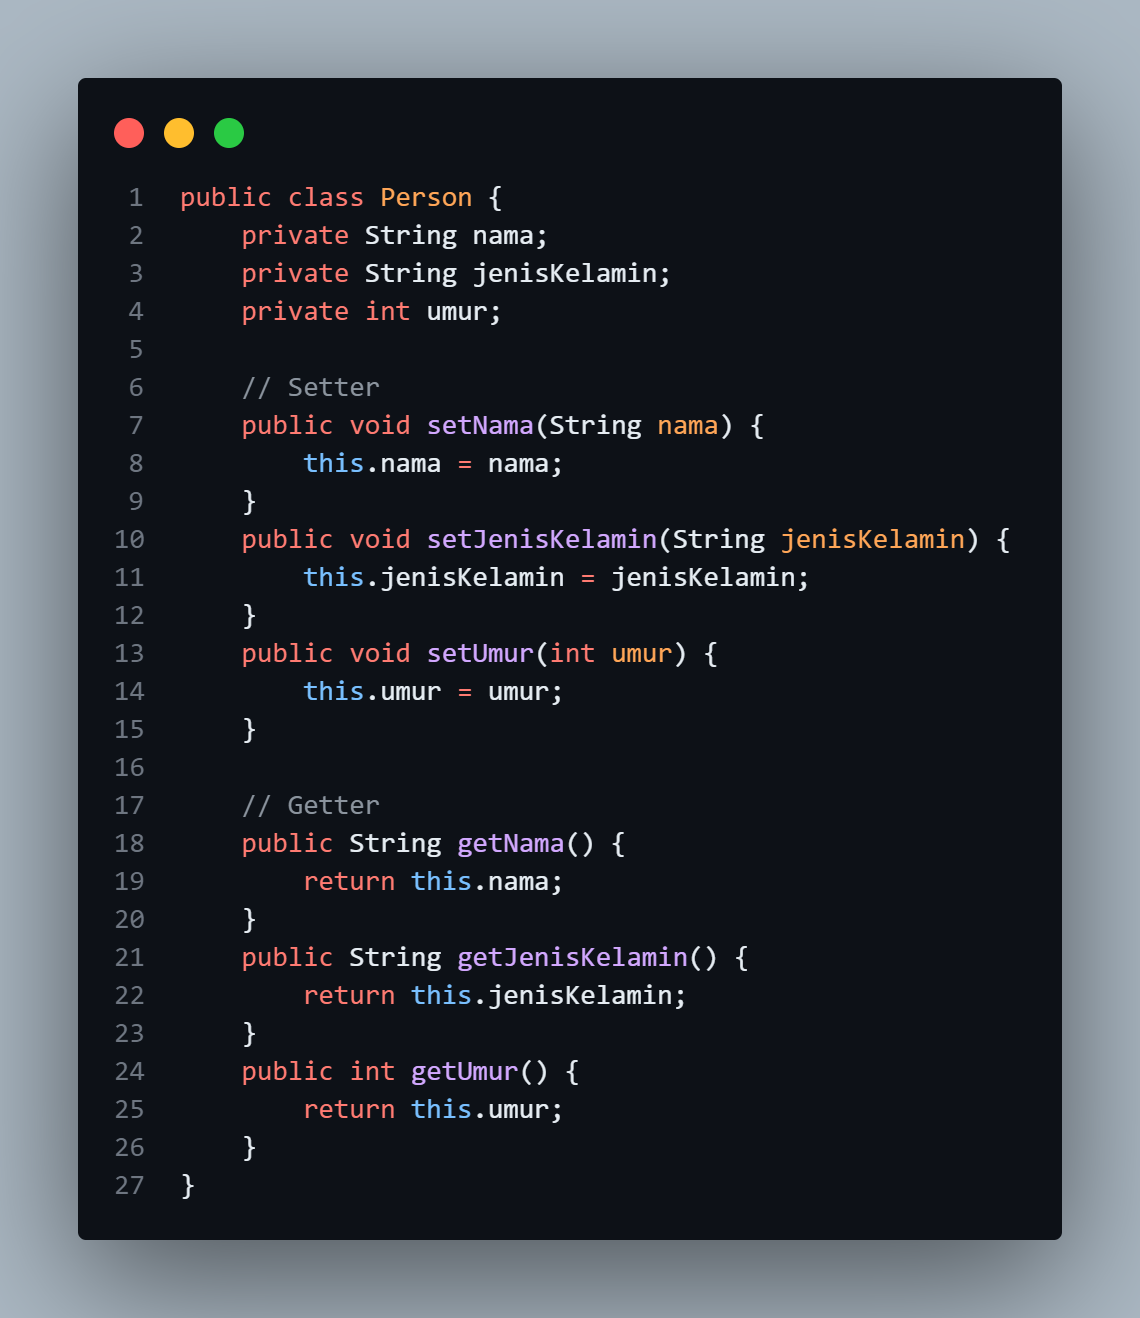 1 public class Person {
2     private String nama;
3     private String jenisKelamin;
4     private int umur;
5
6     // Setter
7     public void setNama(String nama) {
8         this.nama = nama;
9     }
10     public void setJenisKelamin(String jenisKelamin) {
11         this.jenisKelamin = jenisKelamin;
12     }
13     public void setUmur(int umur) {
14         this.umur = umur;
15     }
16
17     // Getter
18     public String getNama() {
19         return this.nama;
20     }
21     public String getJenisKelamin() {
22         return this.jenisKelamin;
23     }
24     public int getUmur() {
25         return this.umur;
26     }
27 }